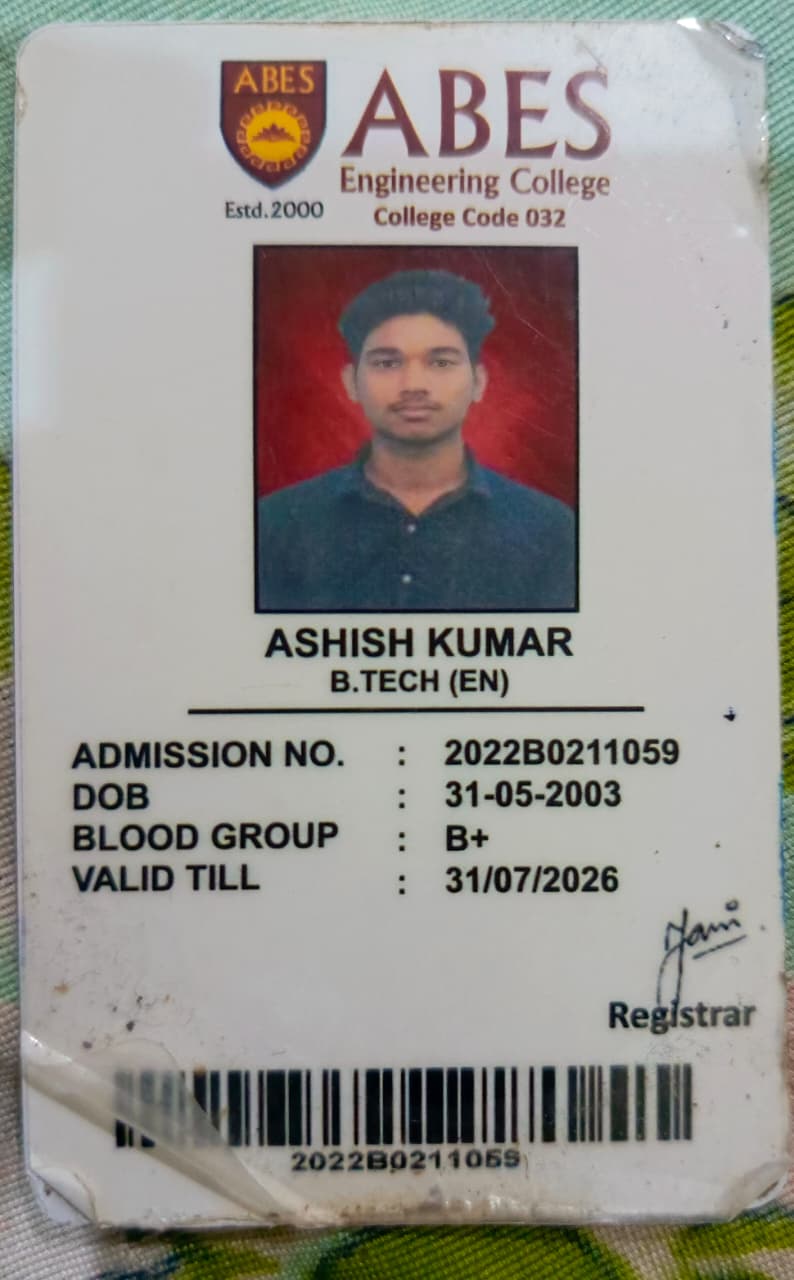 ABES
ABES
Engineering College
Estd.2000
College Code 032
ASHISH KUMAR
B.TECH (EN)
ADMISSION NO. : 2022B0211059
DOB : 31-05-2003
BLOOD GROUP : B+
VALID TILL : 31/07/2026
Registrar
2022B0211059